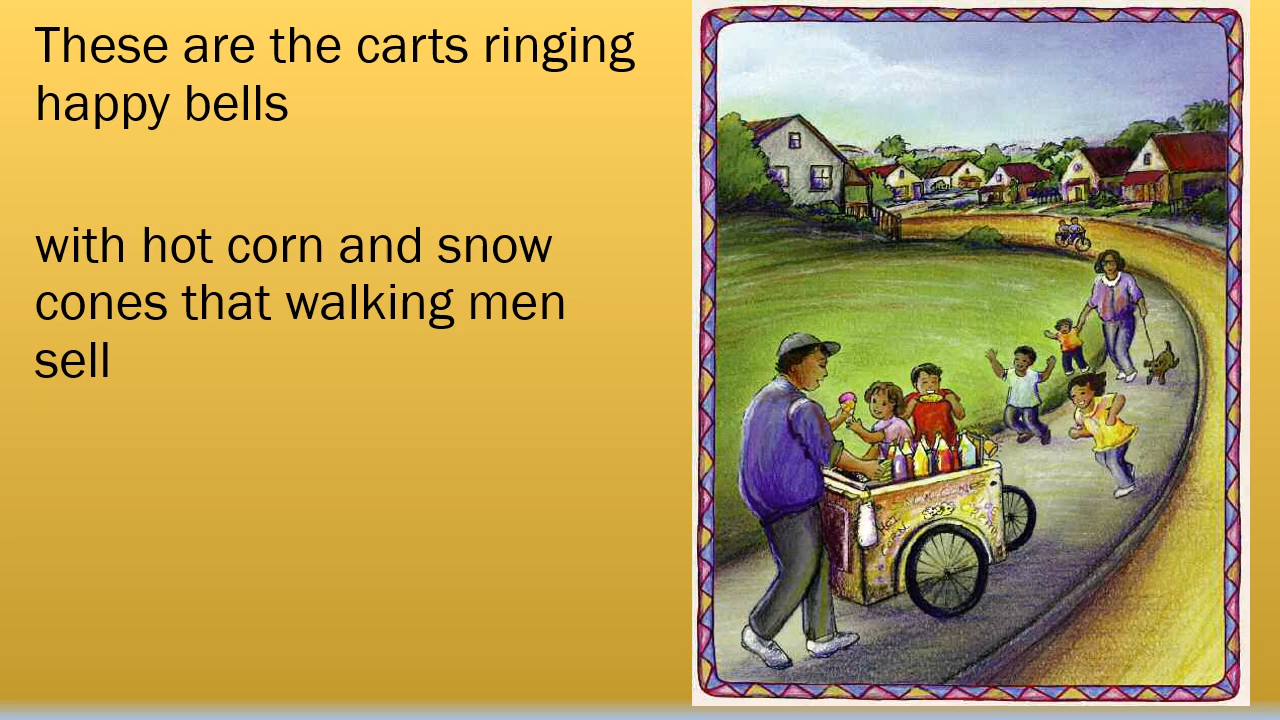 These are the carts ringing
happy bells
with hot corn and snow
cones that walking men
sell